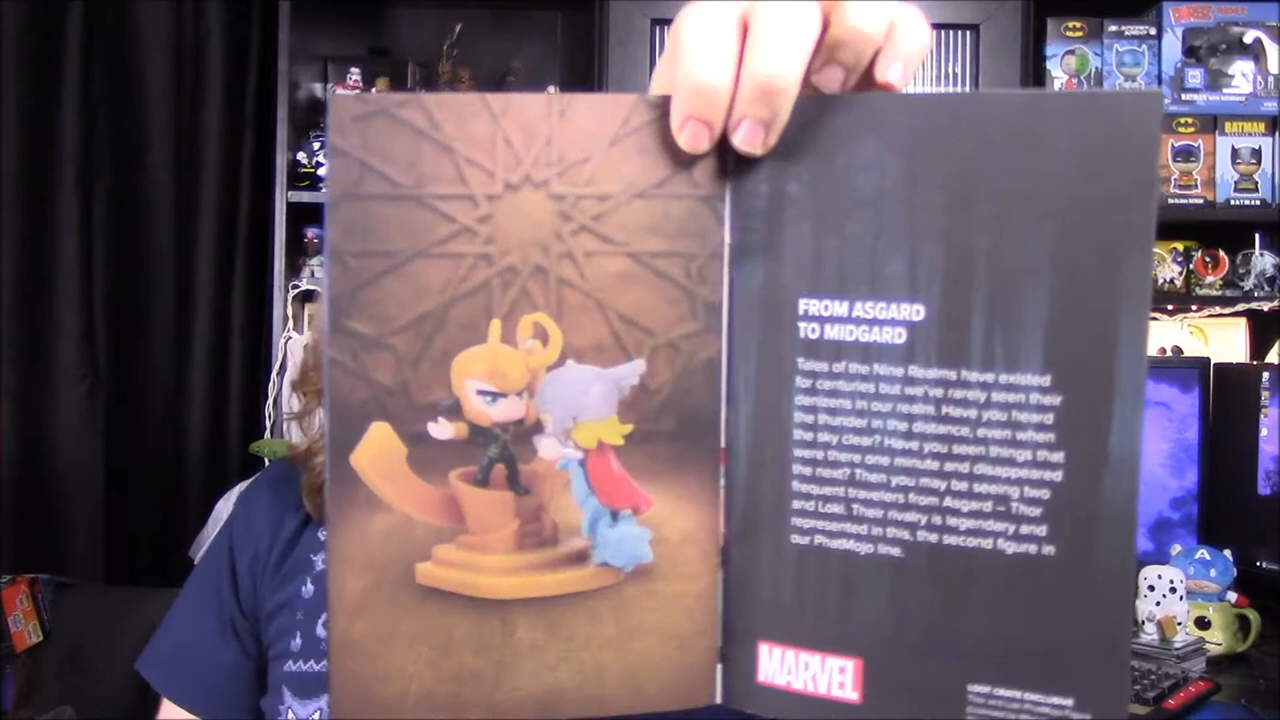 FROM ASGARD
TO MIDGARD
Tales of the Nine Realms have existed
for centuries but we've rarely seen their
denizens in our realm. Have you heard
the thunder in the distance, even when
the sky clear? Have you seen things that
were there one minute and disappeared
the next? Then you may be seeing two
frequent travelers from Asgard – Thor
and Loki. Their rivalry is legendary and
represented in this, the second figure in
our PhatMojo line.
MARVEL
LOOT CRATE EXCLUSIVE
BATMAN
BATMAN
A